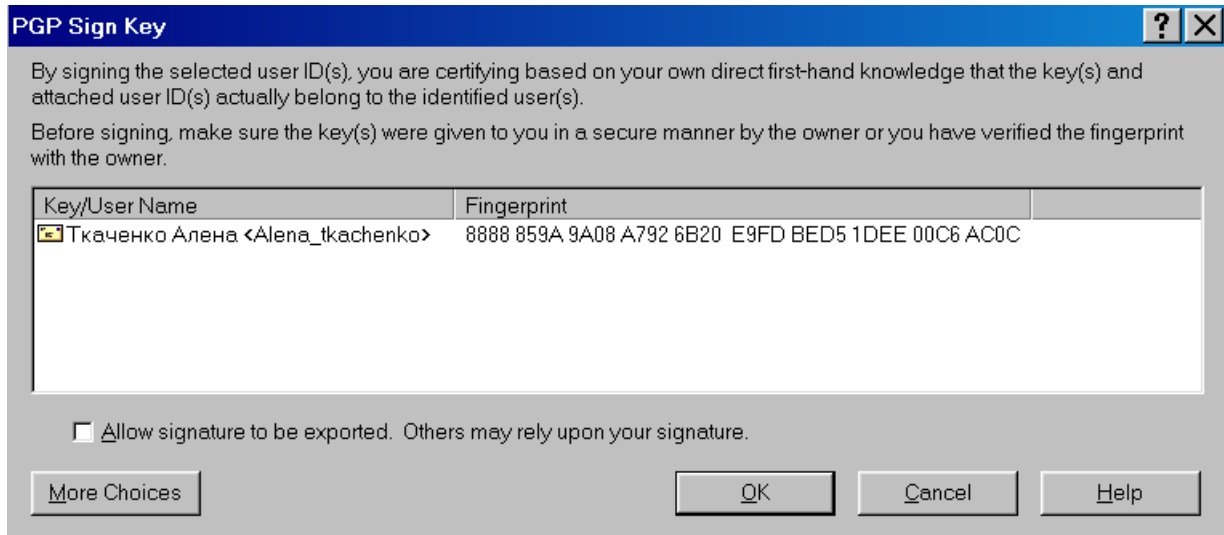 PGP Sign Key
By signing the selected user ID(s), you are certifying based on your own direct first-hand knowledge that the key(s) and
attached user ID(s) actually belong to the identified user(s).
Before signing, make sure the key(s) were given to you in a secure manner by the owner or you have verified the fingerprint
with the owner.
Key/User Name Fingerprint
Ткаченко Алена <Alena_tkachenko> 8888 859A 9A08 A792 6B20 E9FD BED5 1DEE 00C6 AC0C
Allow signature to be exported. Others may rely upon your signature.
More Choices OK Cancel Help